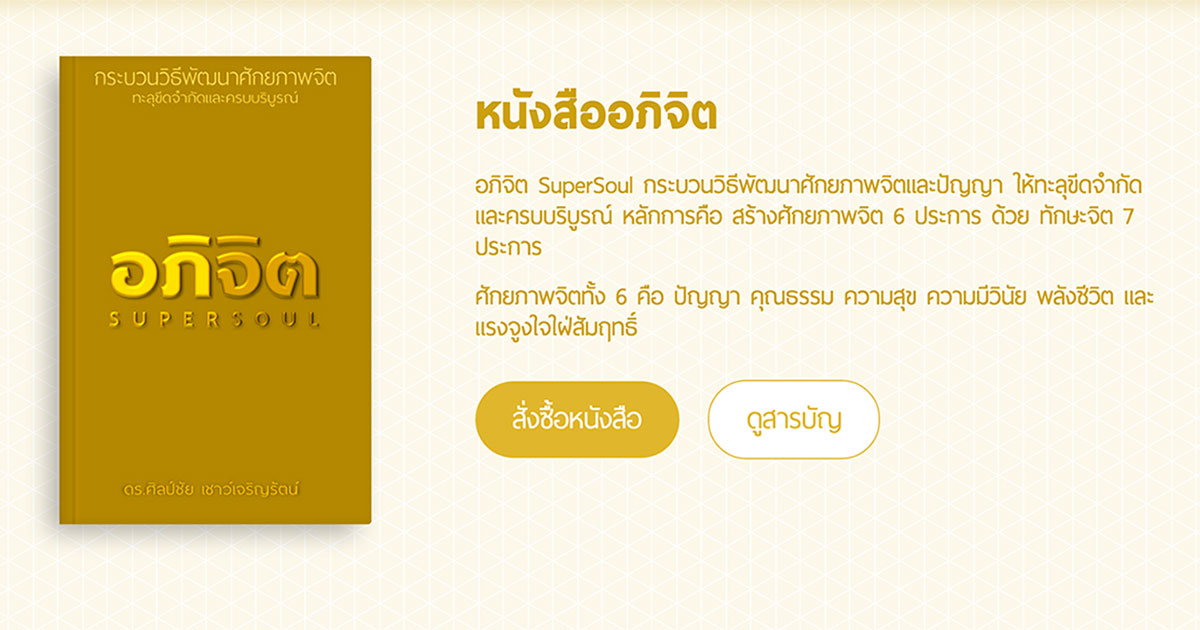 กระบวนวิธีพัฒนาศักยภาพจิต
ทะลุขีดจำกัดและครบบริบูรณ์
อภิจิต
SUPERSOUL
ดร.ศิลป์ชัย เชาว์เจริญรัตน์
หนังสืออภิจิต
อภิจิต SuperSoul กระบวนวิธีพัฒนาศักยภาพจิตและปัญญา ให้ทะลุขีดจำกัด
และครบบริบูรณ์ หลักการคือ สร้างศักยภาพจิต 6 ประการ ด้วย ทักษะจิต 7
ประการ
ศักยภาพจิตทั้ง 6 คือ ปัญญา คุณธรรม ความสุข ความมีวินัย พลังชีวิต และ
แรงจูงใจใฝ่สัมฤทธิ์
สั่งซื้อหนังสือ
ดูสารบัญ